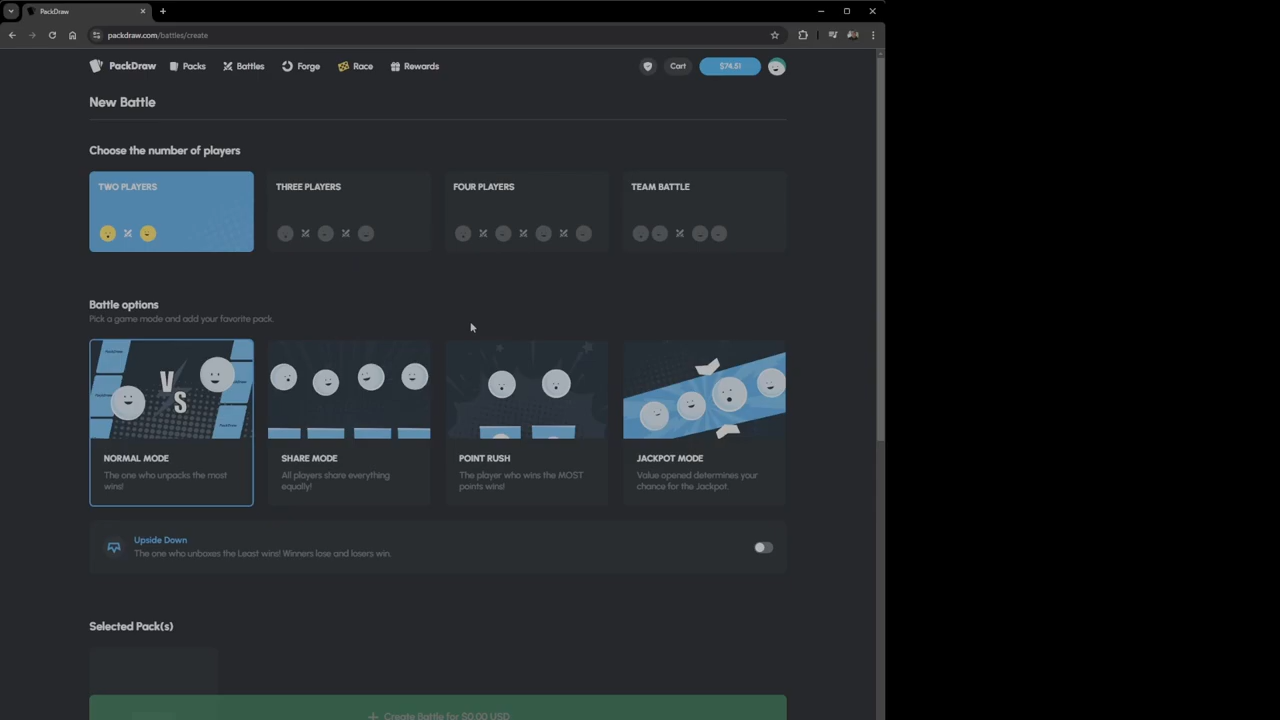 PackDraw
packdraw.com/battles/create
PackDraw Packs Battles Forge Race Rewards Cart $74.51
New Battle
Choose the number of players
TWO PLAYERS THREE PLAYERS FOUR PLAYERS TEAM BATTLE
Battle options
Pick a game mode and add your favorite pack.
V
S
NORMAL MODE
The one who unpacks the most
wins!
SHARE MODE
All players share everything
equally!
POINT RUSH
The player who wins the MOST
points wins!
JACKPOT MODE
Value opened determines your
chance for the Jackpot.
Upside Down
The one who unboxes the Least wins! Winners lose and losers win.
Selected Pack(s)
+ Create Battle for $0.00 USD